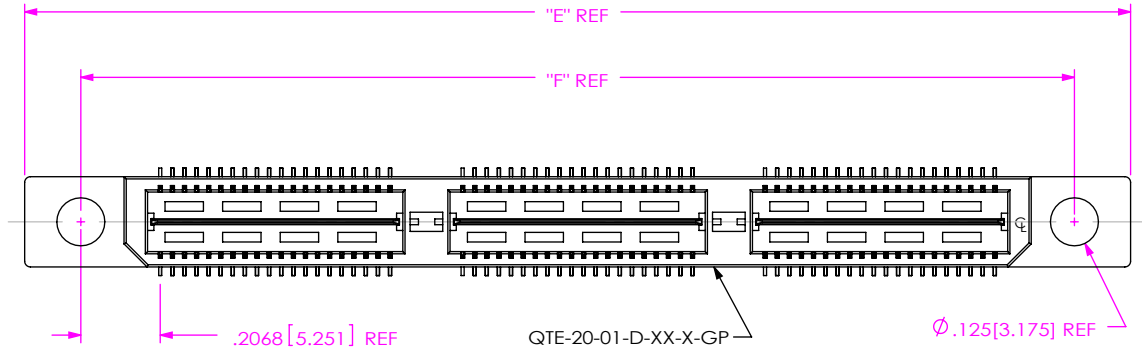 "E" REF
"F" REF
℄
.2068 [5.251] REF
QTE-20-01-D-XX-X-GP
Ø.125[3.175] REF